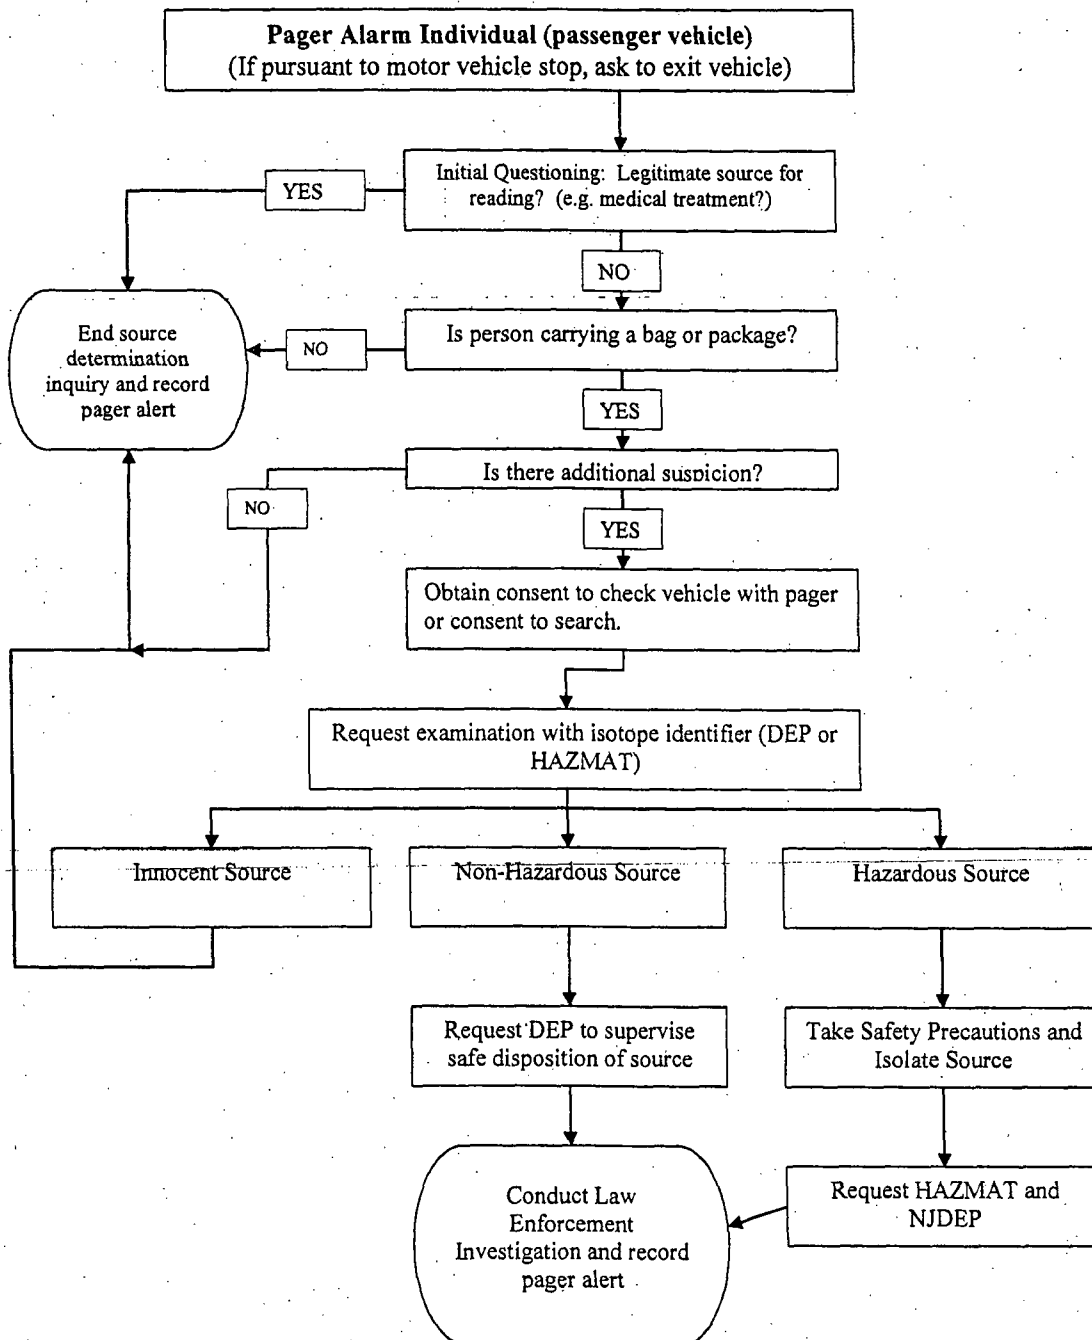 Pager Alarm Individual (passenger vehicle)
(If pursuant to motor vehicle stop, ask to exit vehicle)
Initial Questioning: Legitimate source for
reading? (e.g. medical treatment?)
YES
NO
Is person carrying a bag or package?
NO
End source
determination
inquiry and record
pager alert
YES
Is there additional suspicion?
NO
YES
Obtain consent to check vehicle with pager
or consent to search.
Request examination with isotope identifier (DEP or
HAZMAT)
Innocent Source
Non-Hazardous Source
Hazardous Source
Request DEP to supervise
safe disposition of source
Take Safety Precautions and
Isolate Source
Request HAZMAT and
NJDEP
Conduct Law
Enforcement
Investigation and record
pager alert